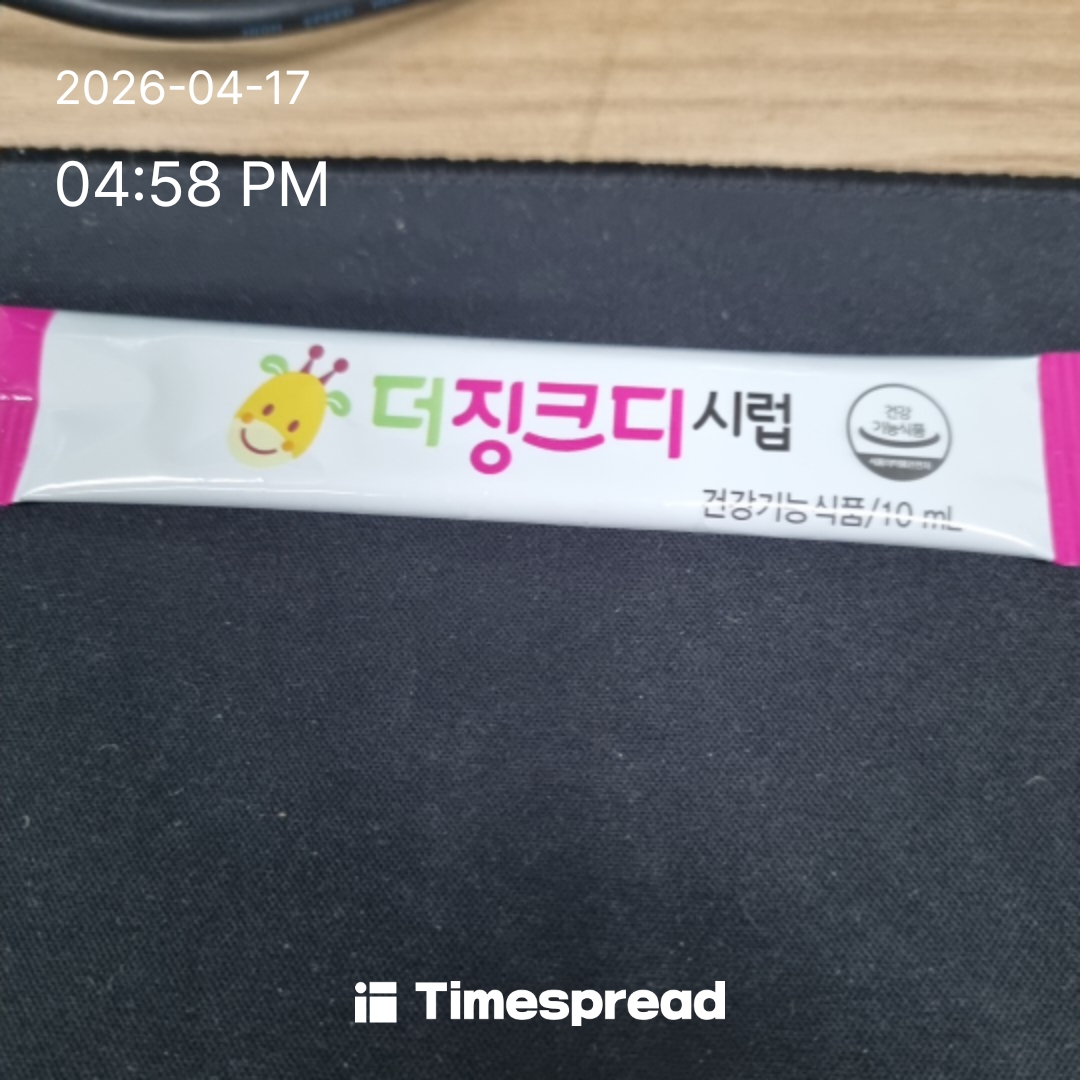 2026-04-17
04:58 PM
더징크디시럽
건강
기능식품
건강기능식품/10 mL
Timespread